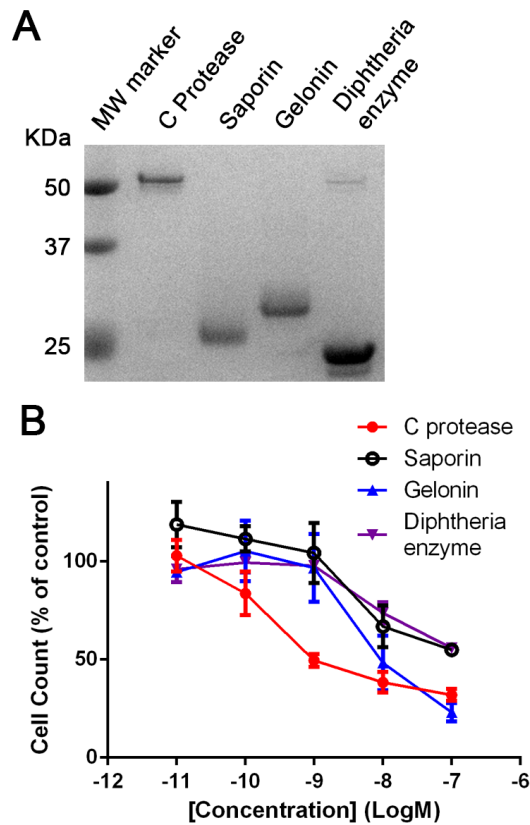 A
MW marker
C Protease
Saporin
Gelonin
Diphtheria
enzyme
KDa
50
37
25
B
C protease
Saporin
Gelonin
Diphtheria
enzyme
Cell Count (% of control)
100
50
0
-12 -11 -10 -9 -8 -7 -6
[Concentration] (LogM)